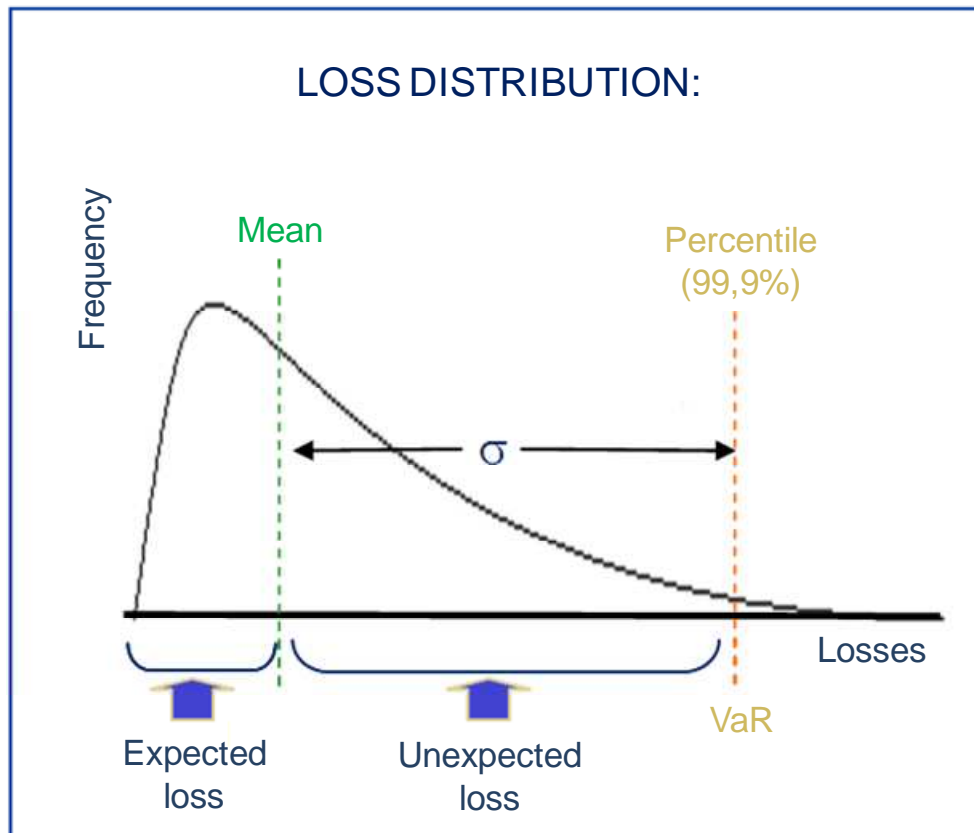 LOSS DISTRIBUTION:
Frequency
Mean
Percentile
(99,9%)
σ
Losses
VaR
Expected
loss
Unexpected
loss